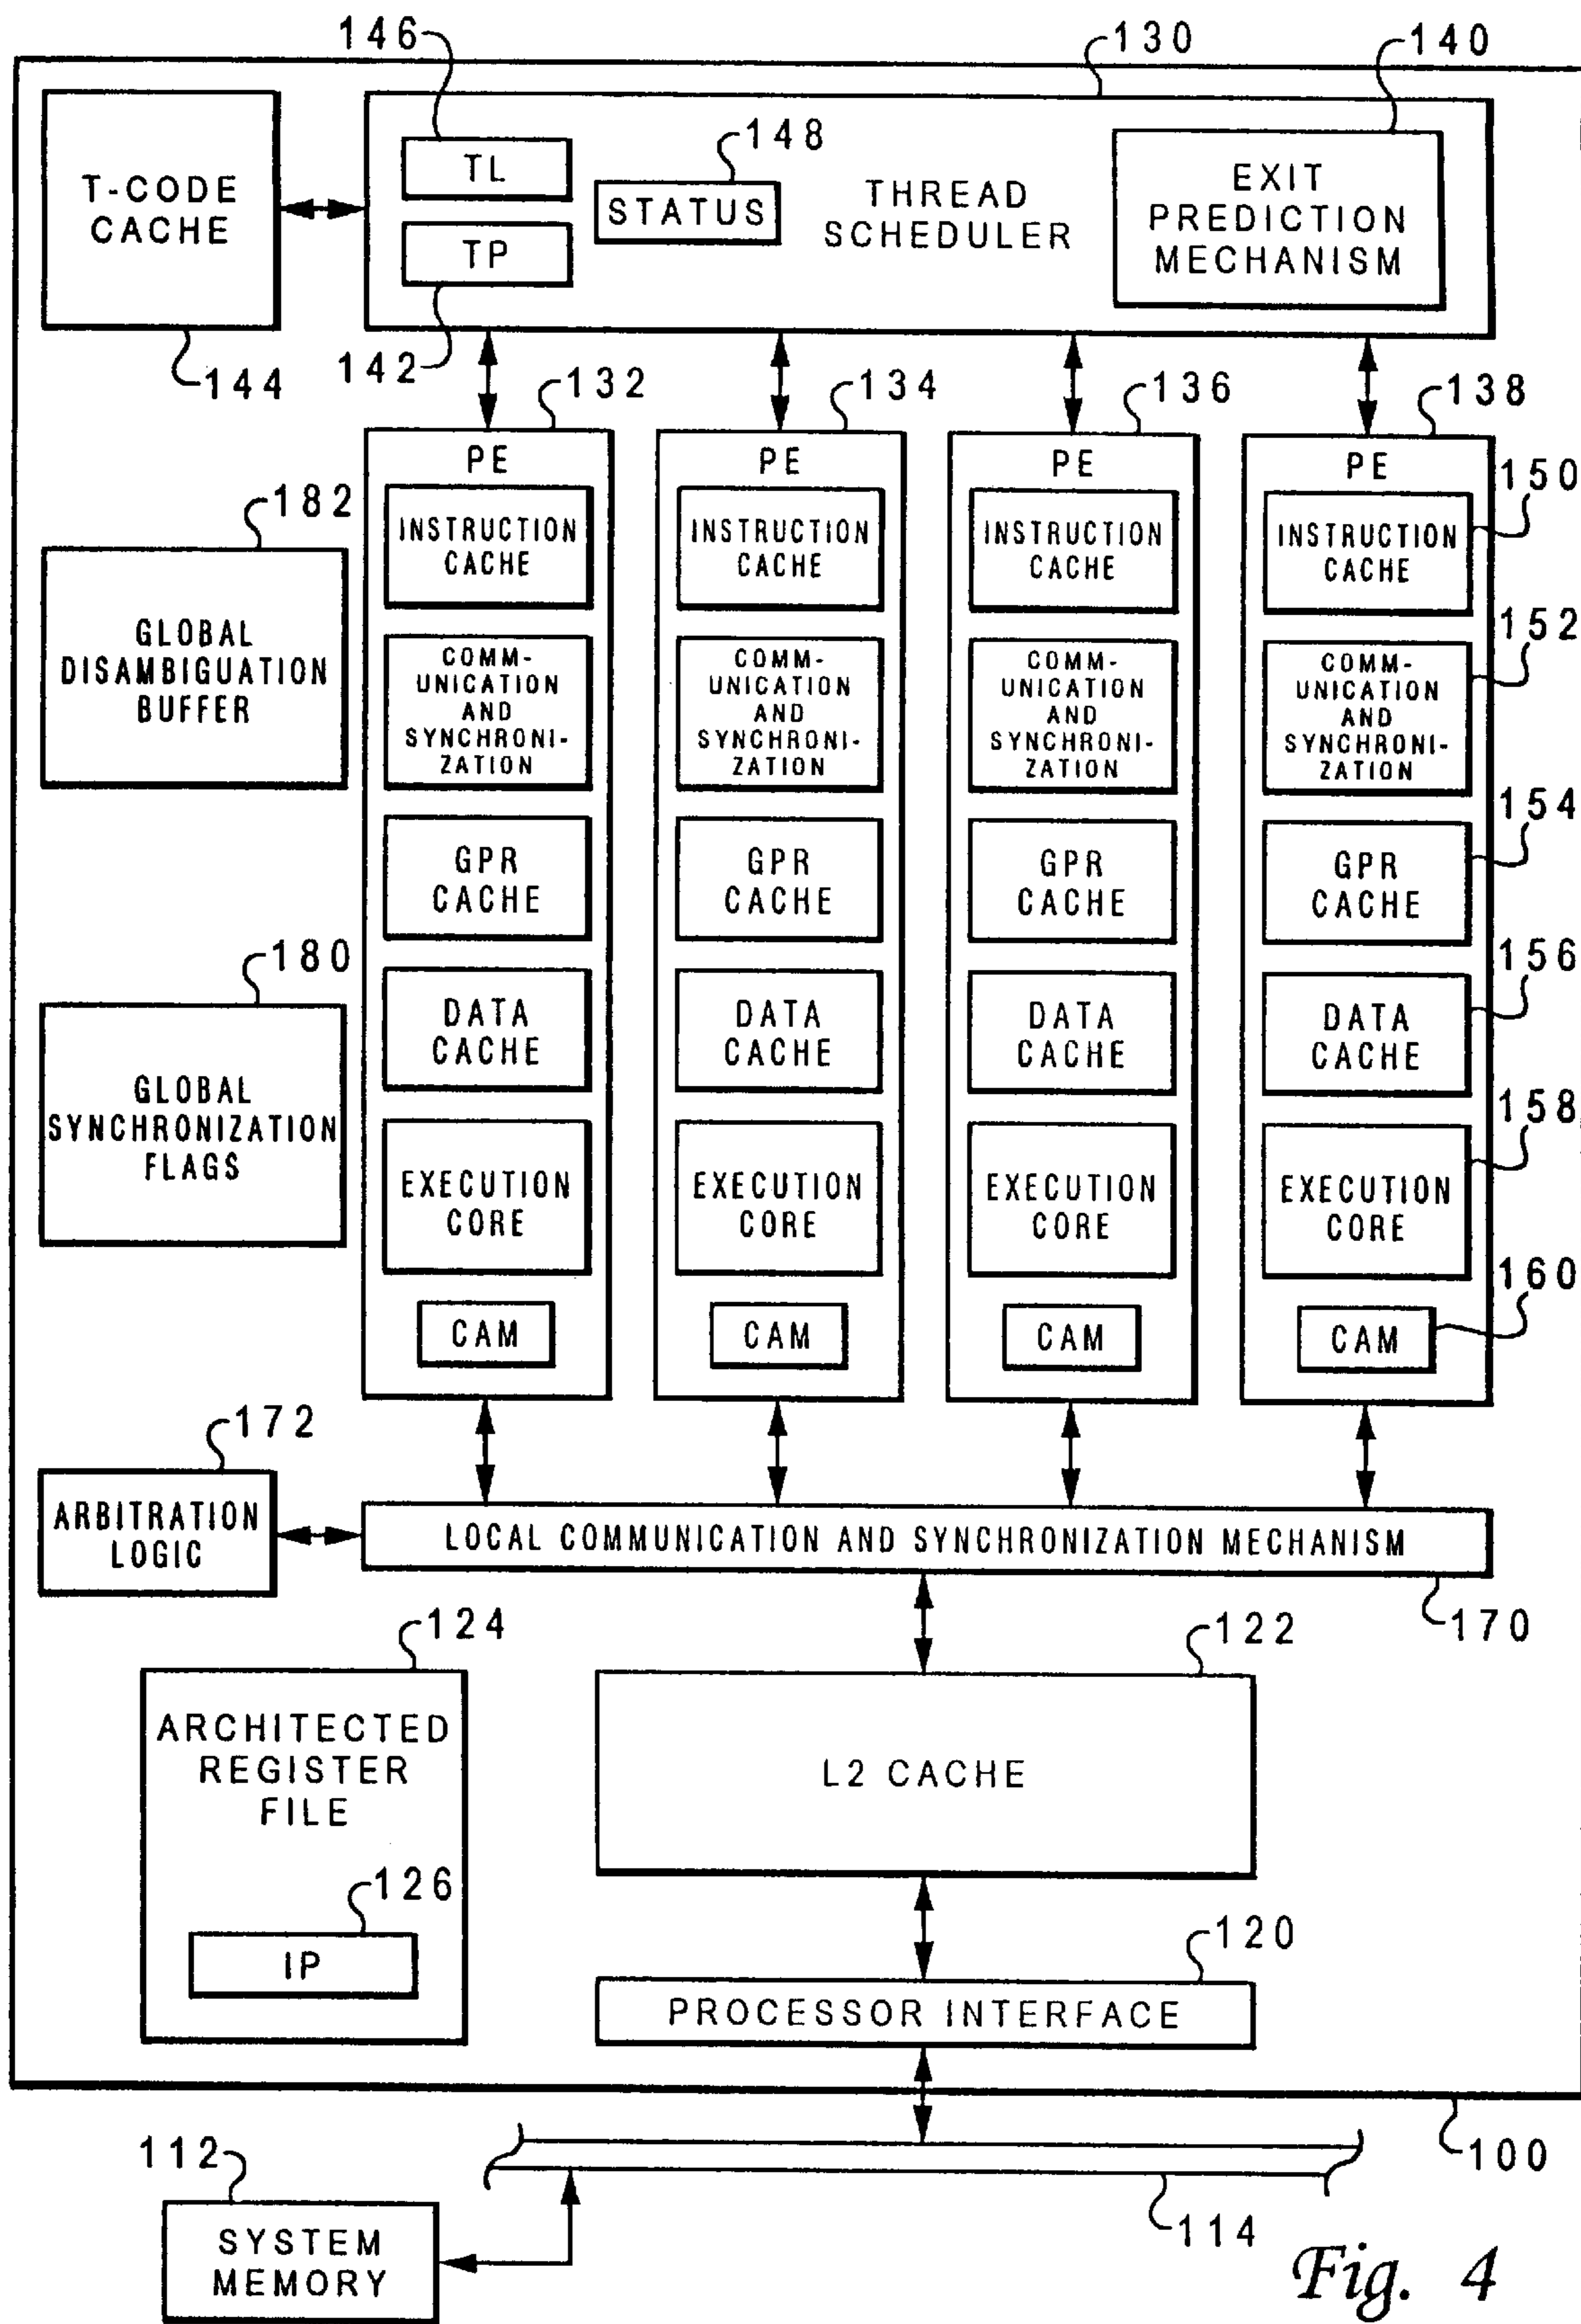 146
130
140
T-CODE
CACHE
TL
148
STATUS
TP
THREAD
SCHEDULER
EXIT
PREDICTION
MECHANISM
144
142
132
134
136
138
PE
PE
PE
PE
150
INSTRUCTION
CACHE
INSTRUCTION
CACHE
INSTRUCTION
CACHE
INSTRUCTION
CACHE
182
GLOBAL
DISAMBIGUATION
BUFFER
152
COMM-
UNICATION
AND
SYNCHRONI-
ZATION
COMM-
UNICATION
AND
SYNCHRONI-
ZATION
COMM-
UNICATION
AND
SYNCHRONI-
ZATION
COMM-
UNICATION
AND
SYNCHRONI-
ZATION
154
GPR
CACHE
GPR
CACHE
GPR
CACHE
GPR
CACHE
180
GLOBAL
SYNCHRONIZATION
FLAGS
156
DATA
CACHE
DATA
CACHE
DATA
CACHE
DATA
CACHE
158
EXECUTION
CORE
EXECUTION
CORE
EXECUTION
CORE
EXECUTION
CORE
160
CAM
CAM
CAM
CAM
172
ARBITRATION
LOGIC
LOCAL COMMUNICATION AND SYNCHRONIZATION MECHANISM
170
124
ARCHITECTED
REGISTER
FILE
126
IP
122
L2 CACHE
120
PROCESSOR INTERFACE
100
112
SYSTEM
MEMORY
114
Fig. 4